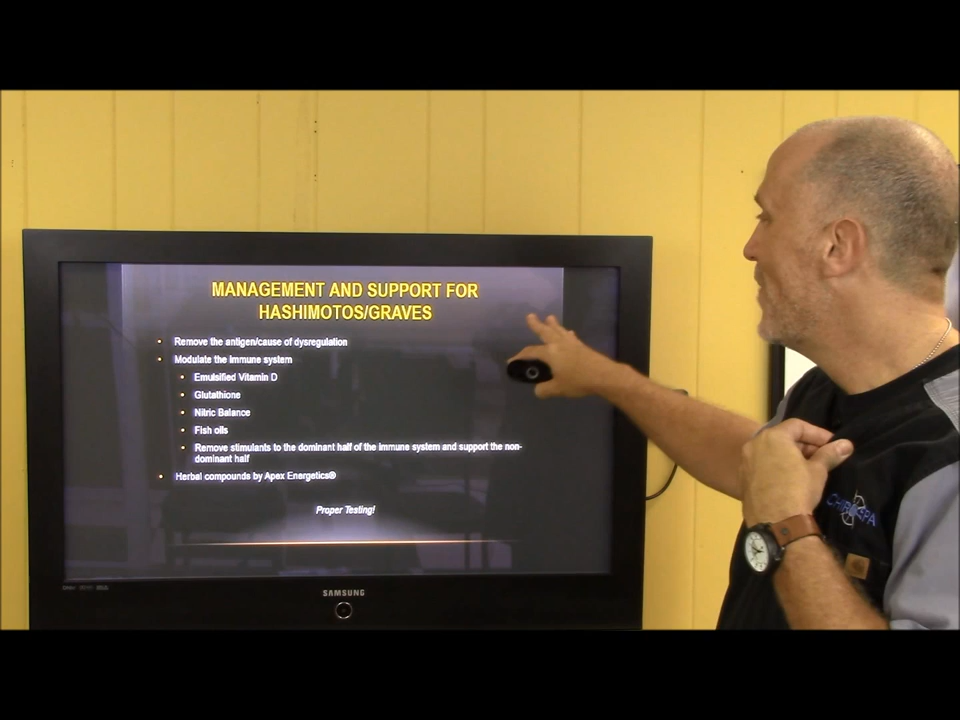 MANAGEMENT AND SUPPORT FOR
HASHIMOTOS/GRAVES
• Remove the antigen/cause of dysregulation
• Modulate the immune system
• Emulsified Vitamin D
• Glutathione
• Nitric Balance
• Fish oils
• Remove stimulants to the dominant half of the immune system and support the non-
dominant half
• Herbal compounds by Apex Energetics®
Proper Testing!
SAMSUNG